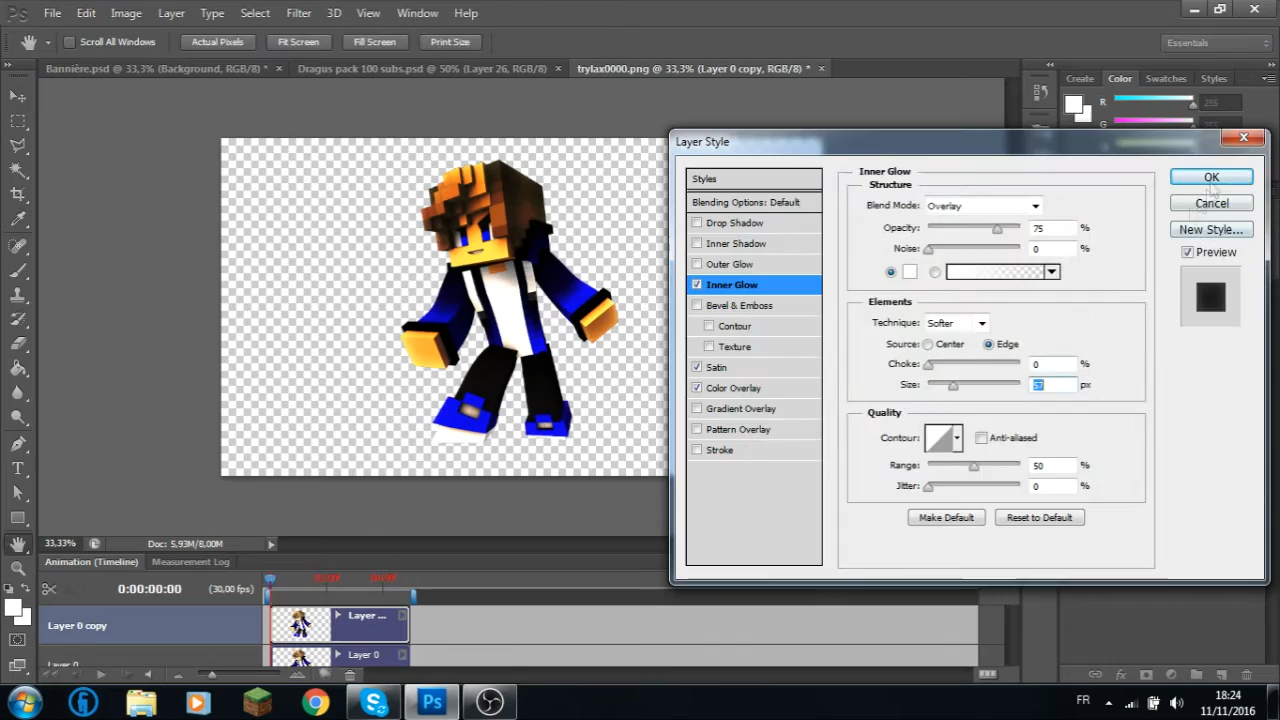 Ps File Edit Image Layer Type Select Filter 3D View Window Help
Scroll All Windows Actual Pixels Fit Screen Fill Screen Print Size Essentials
Bannière.psd @ 33,3% (Background, RGB/8) * × Dragus pack 100 subs.psd @ 50% (Layer 26, RGB/8) × trylax0000.png @ 33,3% (Layer 0 copy, RGB/8) * ×
Create Color Swatches Styles
R 255
G
Layer Style
Styles
Blending Options: Default
Drop Shadow
Inner Shadow
Outer Glow
Inner Glow
Bevel & Emboss
Contour
Texture
Satin
Color Overlay
Gradient Overlay
Pattern Overlay
Stroke
Inner Glow
Structure
Blend Mode: Overlay
Opacity: 75 %
Noise: 0 %
Elements
Technique: Softer
Source: Center Edge
Choke: 0 %
Size: 57 px
Quality
Contour: Anti-aliased
Range: 50 %
Jitter: 0 %
Make Default Reset to Default
OK
Cancel
New Style...
Preview
33,33% Doc: 5,93M/8,00M
Animation (Timeline) Measurement Log
0:00:00:00 (30,00 fps)
Layer 0 copy Layer ...
Layer 0 Layer 0
Ps FR 18:24
11/11/2016